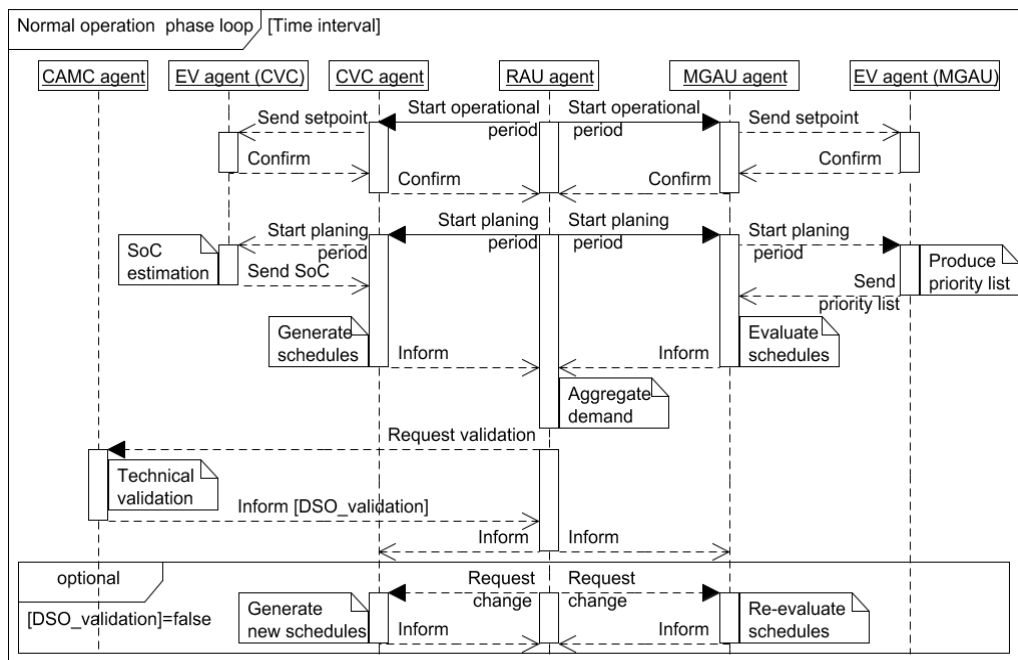 Normal operation phase loop [Time interval]
CAMC agent EV agent (CVC) CVC agent RAU agent MGAU agent EV agent (MGAU)
Send setpoint Start operational Start operational Send setpoint
period period
Confirm Confirm
Confirm Confirm
Start planing Start planing Start planing Start planing
period period period period
SoC
estimation
Send SoC
Produce
priority list
Send
priority list
Generate
schedules
Inform Inform
Evaluate
schedules
Aggregate
demand
Request validation
Technical
validation
Inform [DSO_validation]
Inform Inform
optional
[DSO_validation]=false
Request Request
change change
Generate
new schedules
Inform Inform
Re-evaluate
schedules